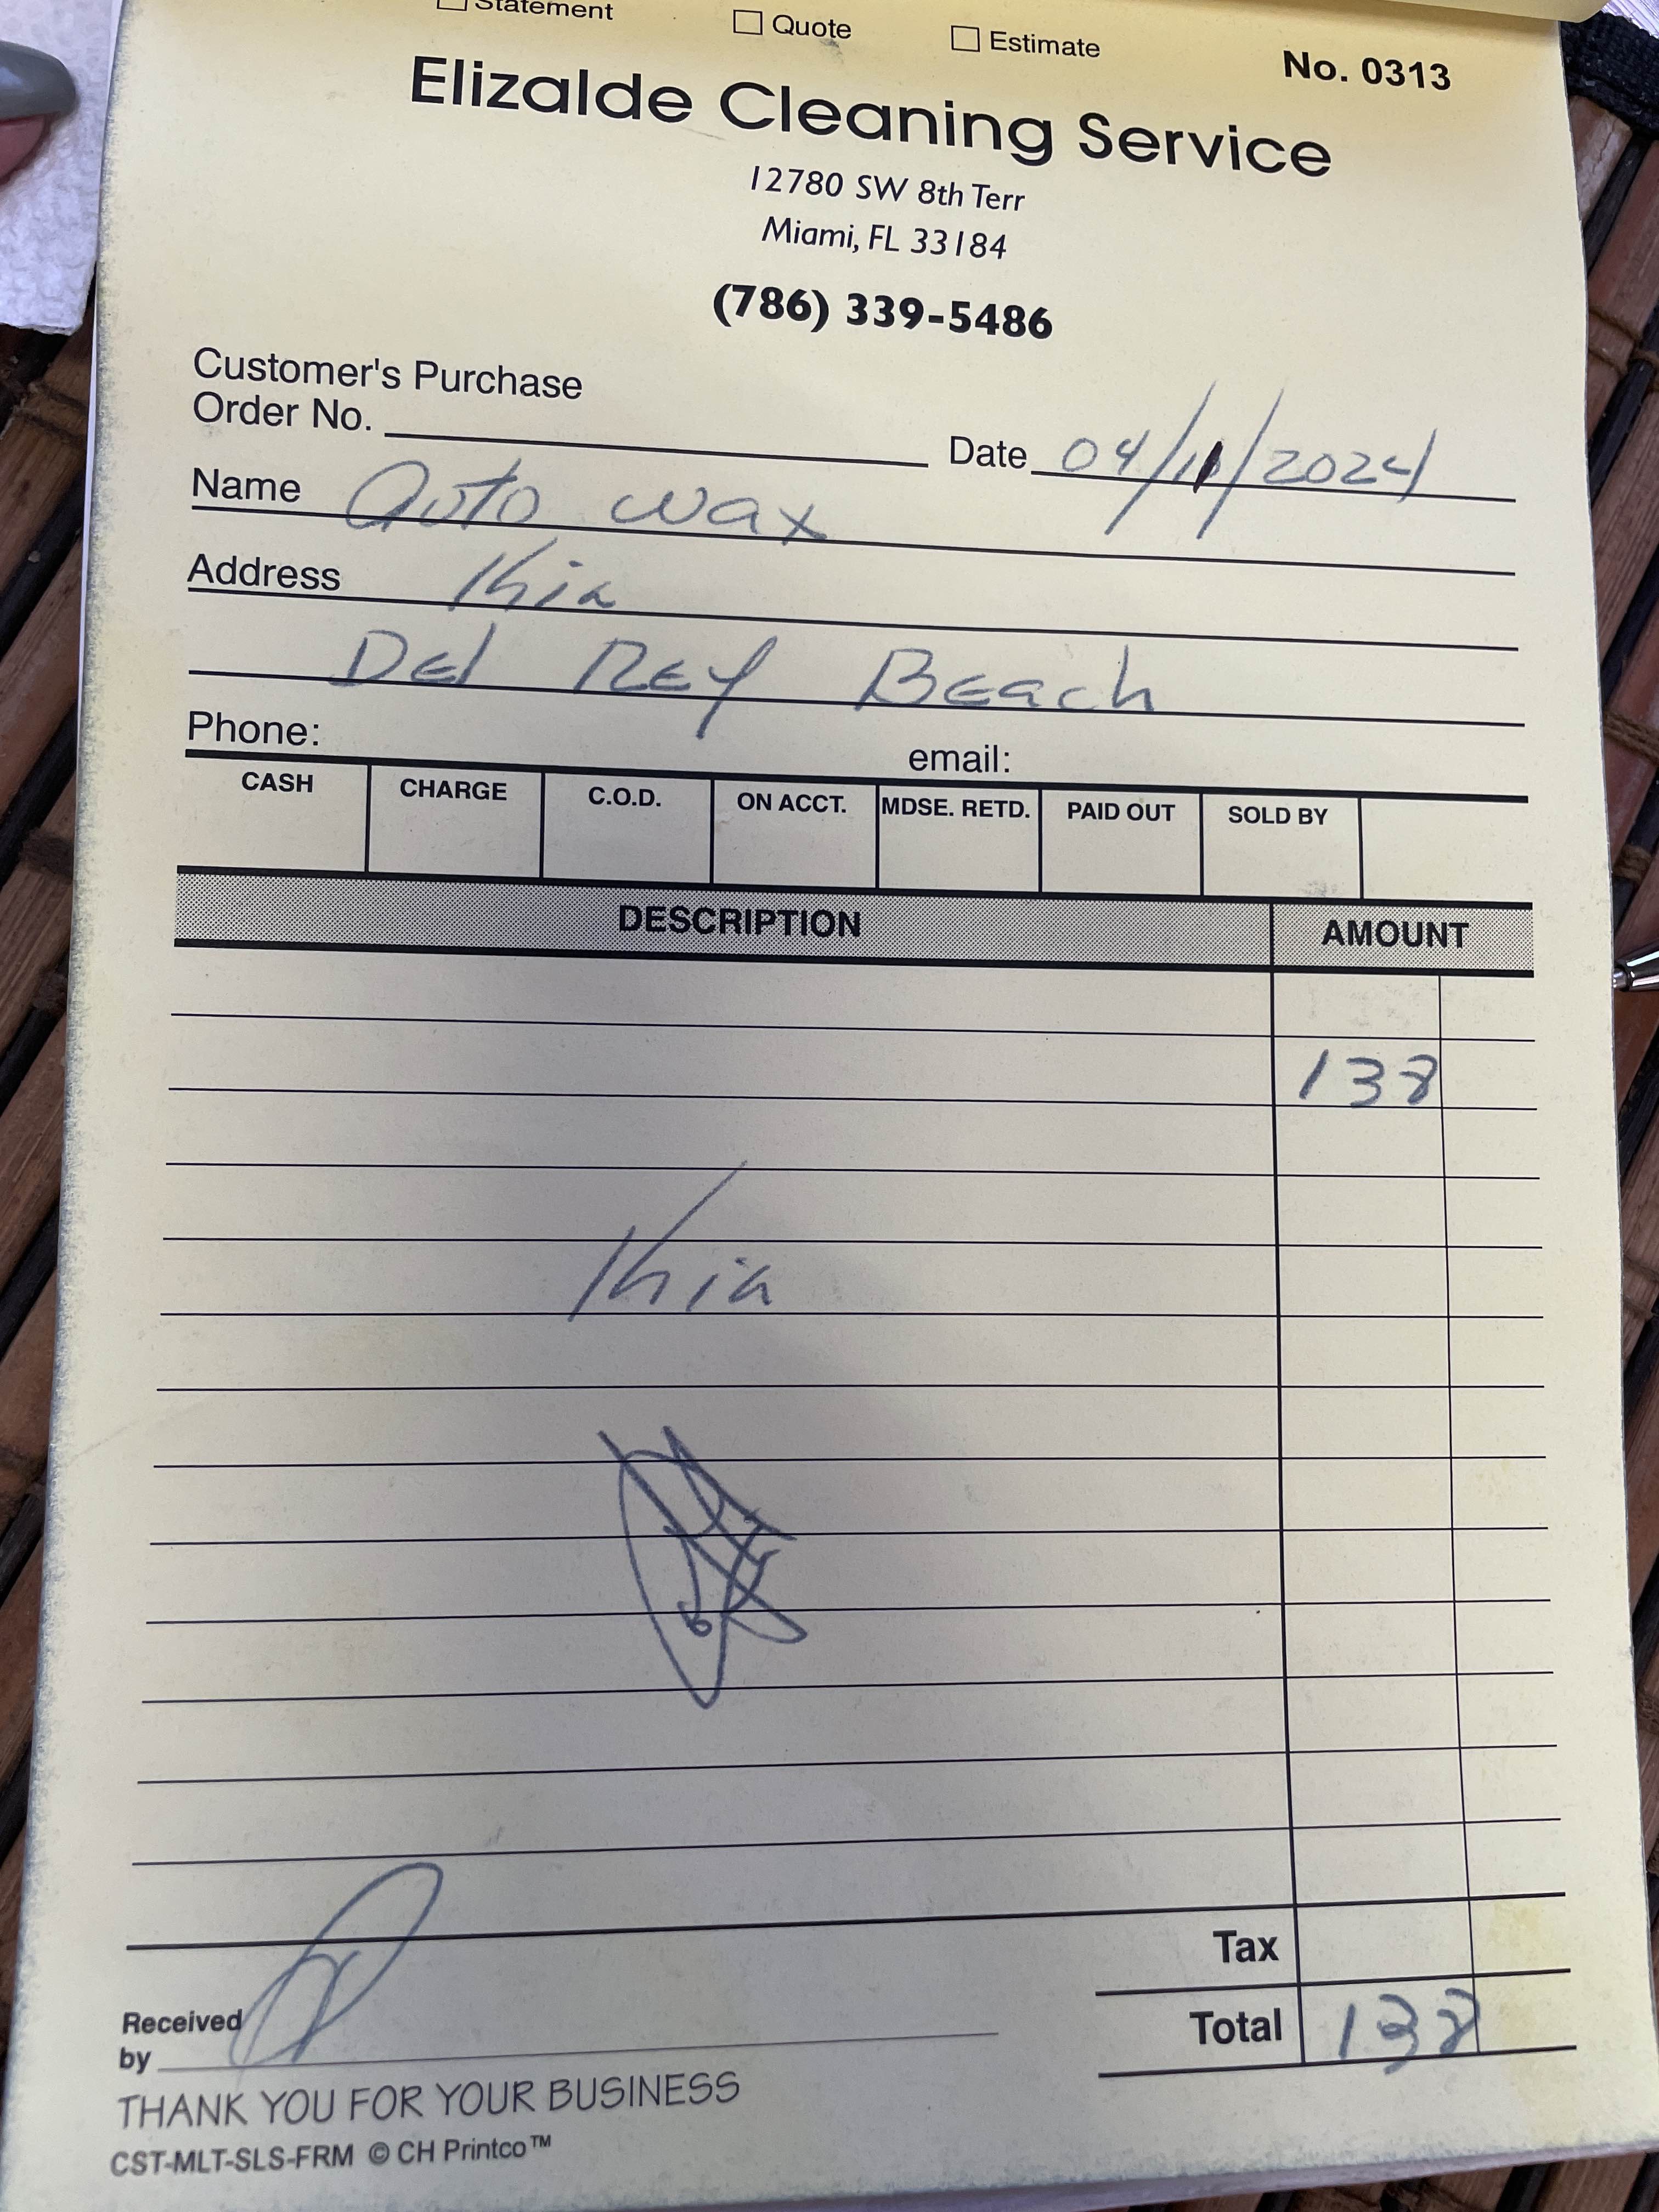 Statement Quote Estimate
No. 0313
Elizalde Cleaning Service
12780 SW 8th Terr
Miami, FL 33184
(786) 339-5486
Customer's Purchase
Order No.
Date 04/11/2024
Name Auto wax
Address Kia
Del Rey Beach
Phone: email:
CASH CHARGE C.O.D. ON ACCT. MDSE. RETD. PAID OUT SOLD BY
DESCRIPTION AMOUNT
138
Kia
Tax
Total 138
Received
by
THANK YOU FOR YOUR BUSINESS
CST-MLT-SLS-FRM © CH Printco™